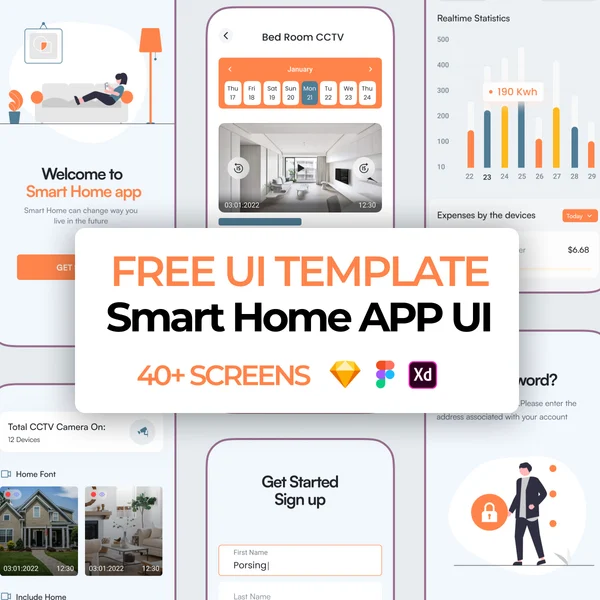 Welcome to
Smart Home app
Smart Home can change way you
live in the future
GET
Bed Room CCTV
January
Thu Fri Sat Sun Mon Tue Wed Thu
17 18 19 20 21 22 23 24
03.01.2022 12:30
Realtime Statistics
500
400
300
200
100
10
190 Kwh
22 23 24 25 26 27 28 29
Expenses by the devices
Today
$6.68
FREE UI TEMPLATE
Smart Home APP UI
40+ SCREENS
Xd
Total CCTV Camera On:
12 Devices
Home Font
03:01:2022 12:30
03:01:2022 12:30
Include Home
Get Started
Sign up
First Name
Porsing
Last Name
word?
Please enter the
address associated with your account